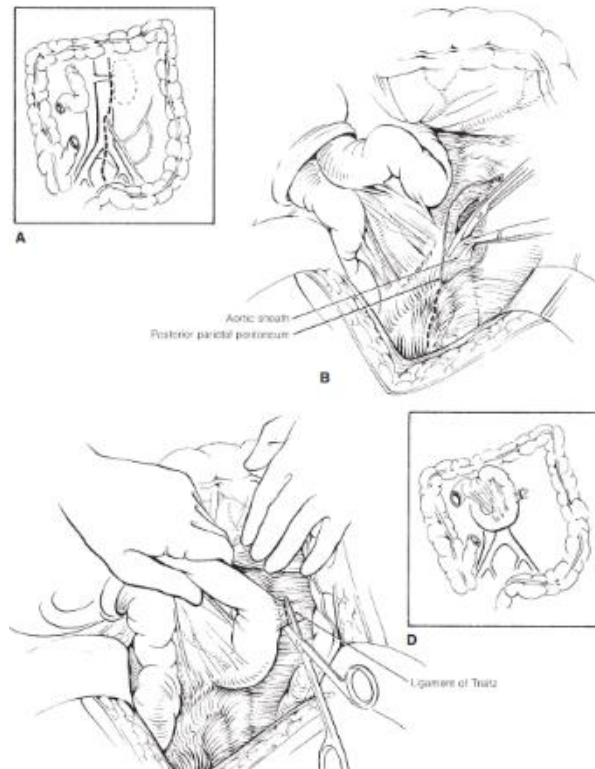 A
Aortic sheath
Posterior parietal peritoneum
B
D
Ligament of Treitz